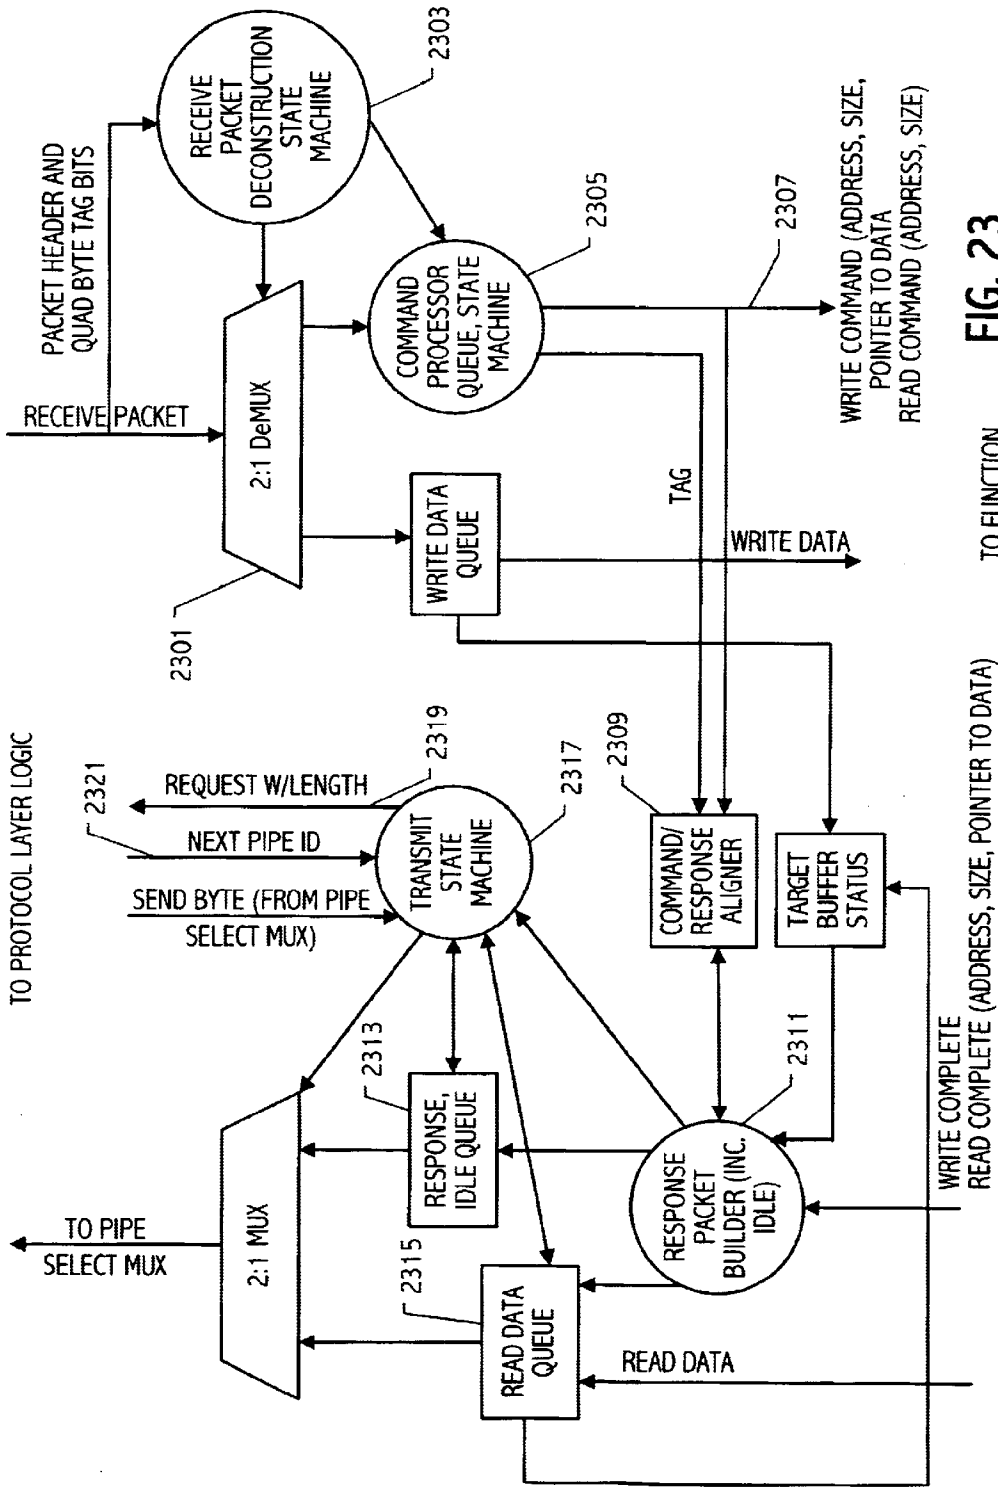 TO PROTOCOL LAYER LOGIC
TO PIPE
SELECT MUX
2:1 MUX
2321
REQUEST W/LENGTH
2319
NEXT PIPE ID
SEND BYTE (FROM PIPE
SELECT MUX)
TRANSMIT
STATE
MACHINE
2317
2313
RESPONSE,
IDLE QUEUE
2315
READ DATA
QUEUE
READ DATA
RESPONSE
PACKET
BUILDER (INC.
IDLE)
2311
2309
COMMAND/
RESPONSE
ALIGNER
TARGET
BUFFER
STATUS
WRITE COMPLETE
READ COMPLETE (ADDRESS, SIZE, POINTER TO DATA)
RECEIVE PACKET
PACKET HEADER AND
QUAD BYTE TAG BITS
RECEIVE
PACKET
DECONSTRUCTION
STATE
MACHINE
2303
2:1 DeMUX
2301
COMMAND
PROCESSOR
QUEUE, STATE
MACHINE
2305
WRITE DATA
QUEUE
TAG
WRITE DATA
2307
WRITE COMMAND (ADDRESS, SIZE,
POINTER TO DATA
READ COMMAND (ADDRESS, SIZE)
TO FUNCTION
FIG. 23